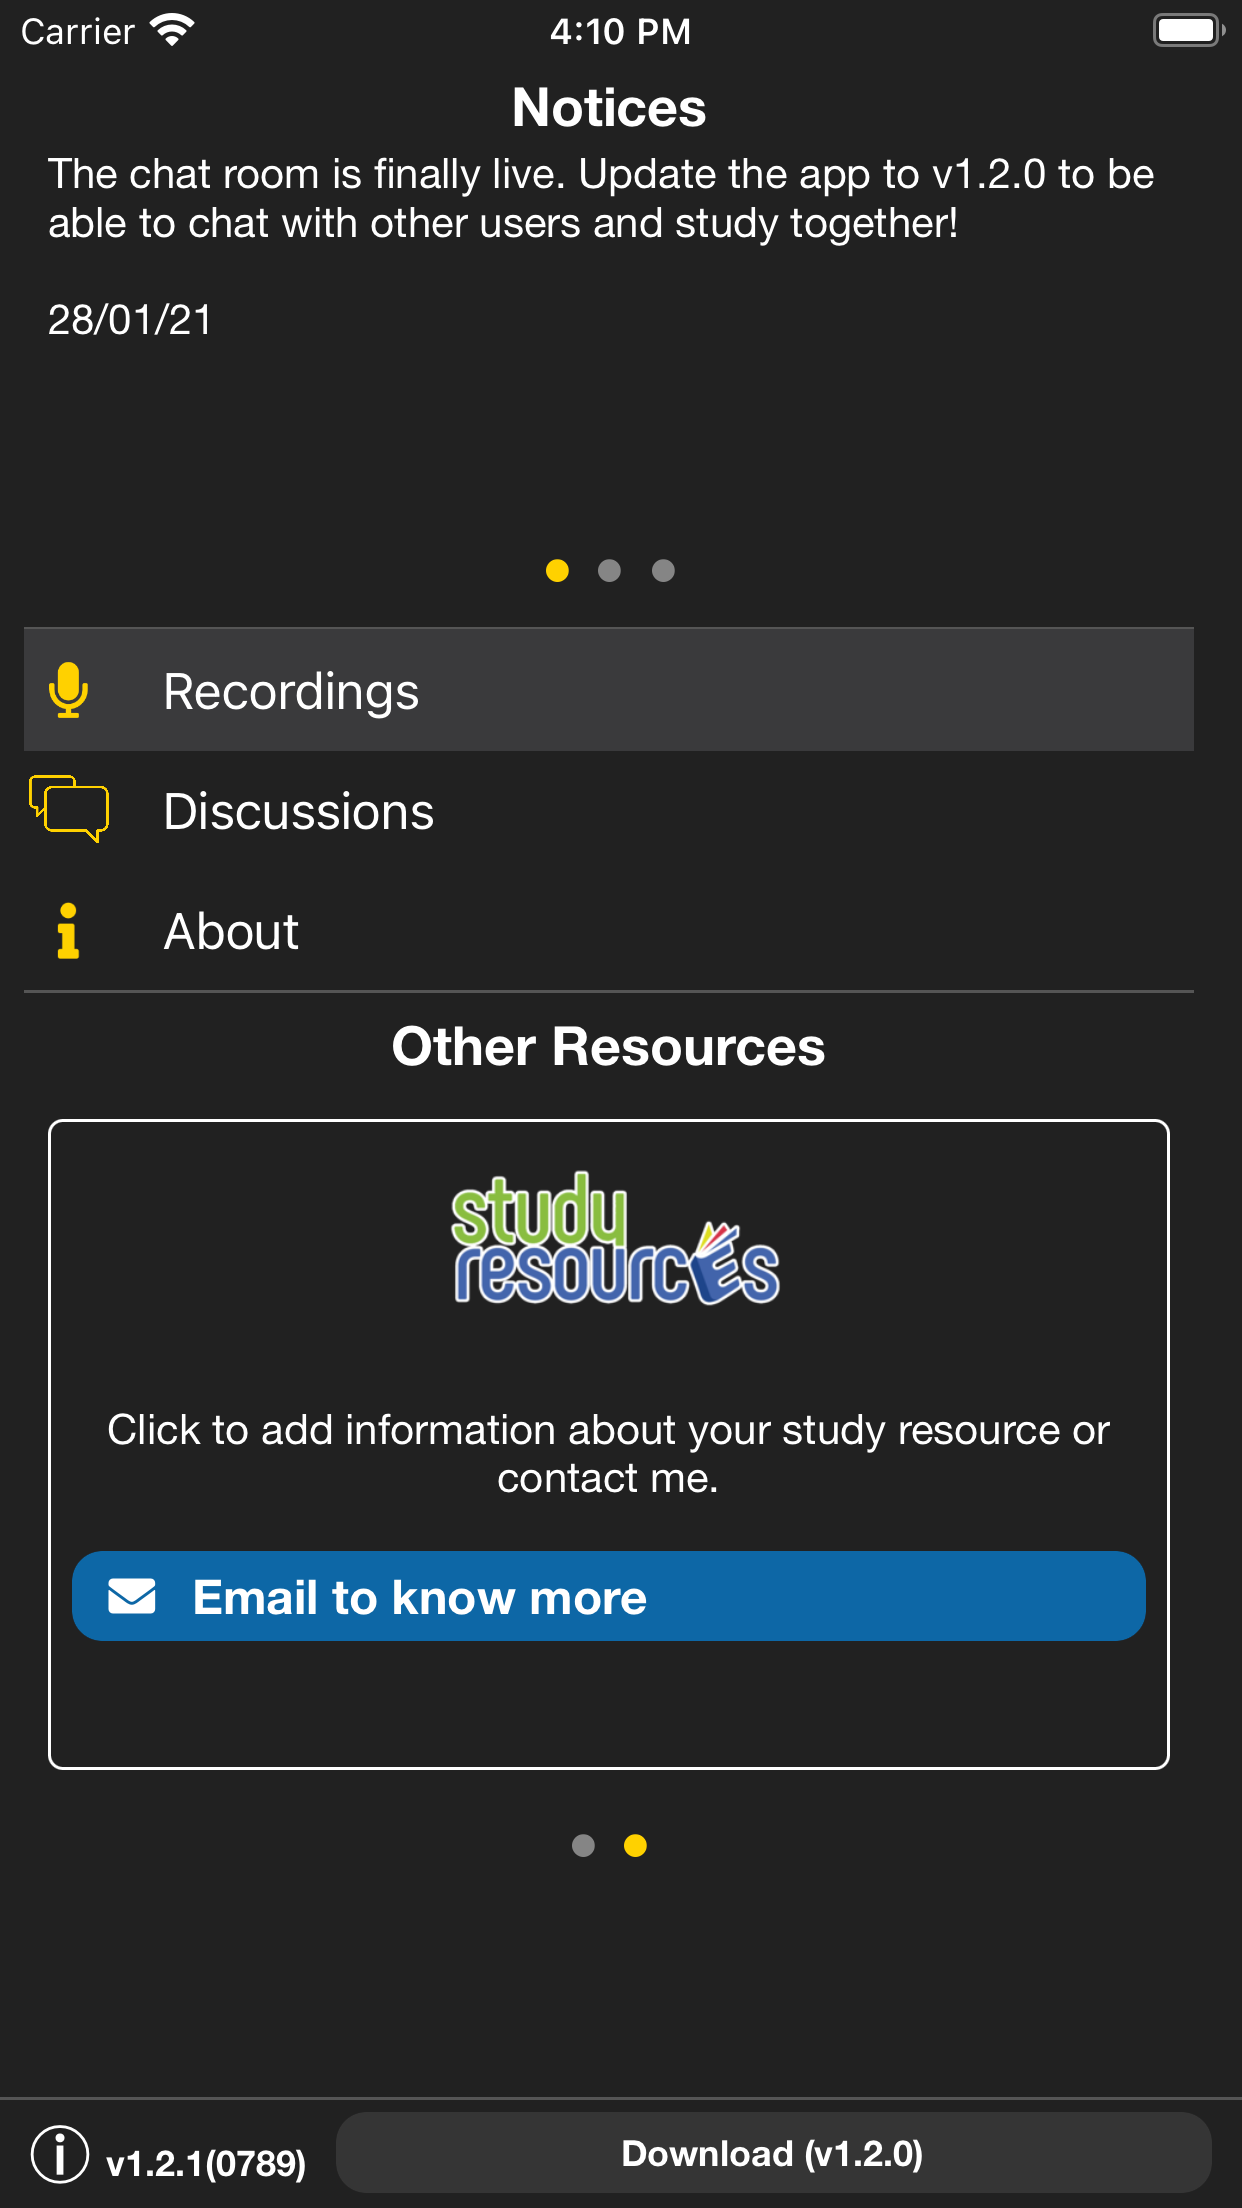 Carrier 4:10 PM
Notices
The chat room is finally live. Update the app to v1.2.0 to be
able to chat with other users and study together!
28/01/21
Recordings
Discussions
About
Other Resources
study
resources
Click to add information about your study resource or
contact me.
Email to know more
v1.2.1(0789) Download (v1.2.0)